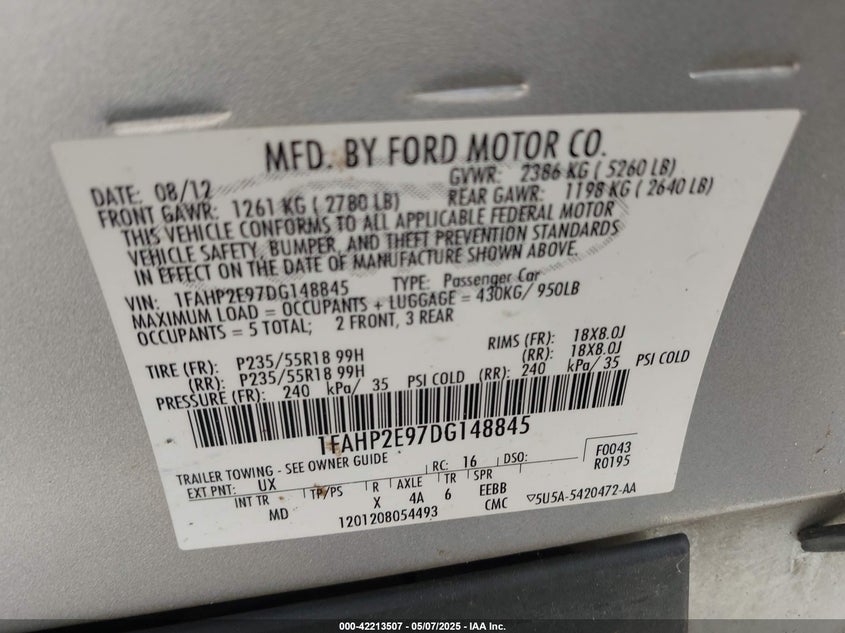 MFD. BY FORD MOTOR CO.
DATE: 08/12 GVWR: 2386 KG ( 5260 LB)
FRONT GAWR: 1261 KG ( 2780 LB) REAR GAWR: 1198 KG ( 2640 LB)
THIS VEHICLE CONFORMS TO ALL APPLICABLE FEDERAL MOTOR
VEHICLE SAFETY, BUMPER, AND THEFT PREVENTION STANDARDS
IN EFFECT ON THE DATE OF MANUFACTURE SHOWN ABOVE.
VIN: 1FAHP2E97DG148845 TYPE: Passenger Car
MAXIMUM LOAD = OCCUPANTS + LUGGAGE = 430KG/ 950LB
OCCUPANTS = 5 TOTAL; 2 FRONT, 3 REAR
TIRE (FR): P235/55R18 99H RIMS (FR): 18X8.0J
(RR): P235/55R18 99H (RR): 18X8.0J
PRESSURE (FR): 240 kPa/ 35 PSI COLD (RR): 240 kPa/ 35 PSI COLD
1FAHP2E97DG148845
TRAILER TOWING - SEE OWNER GUIDE RC: 16 DSO: F0043
EXT PNT: UX R0195
INT TR TP/PS R AXLE TR SPR
MD X 4A 6 EEBB
1201208054493 CMC ▽5U5A-5420472-AA
000-42213507 — 05/07/2025 — IAA Inc.